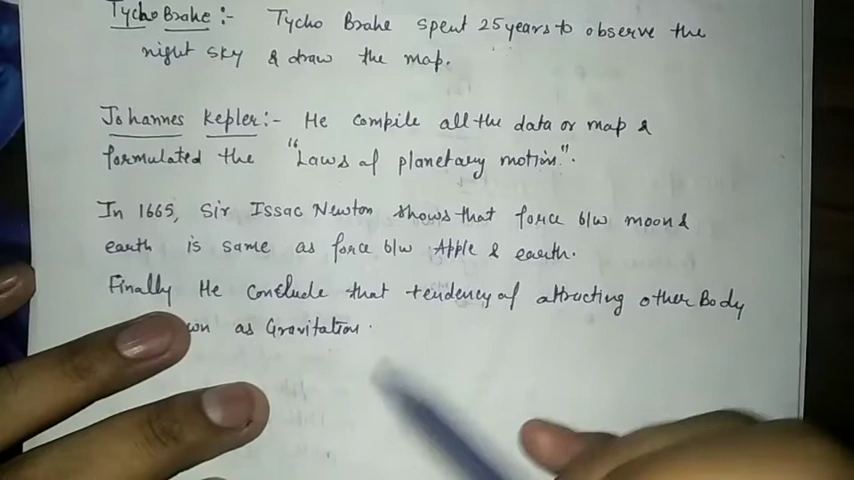 Tycho Brahe :- Tycho Brahe spent 25 years to observe the
night sky & draw the map.
Johannes Kepler:- He compile all the data or map &
formulated the "Laws of planetary motion".
In 1665, Sir Issac Newton shows that force b/w moon &
earth is same as force b/w Apple & earth.
Finally He conclude that tendency of attracting other Body
as Gravitation.